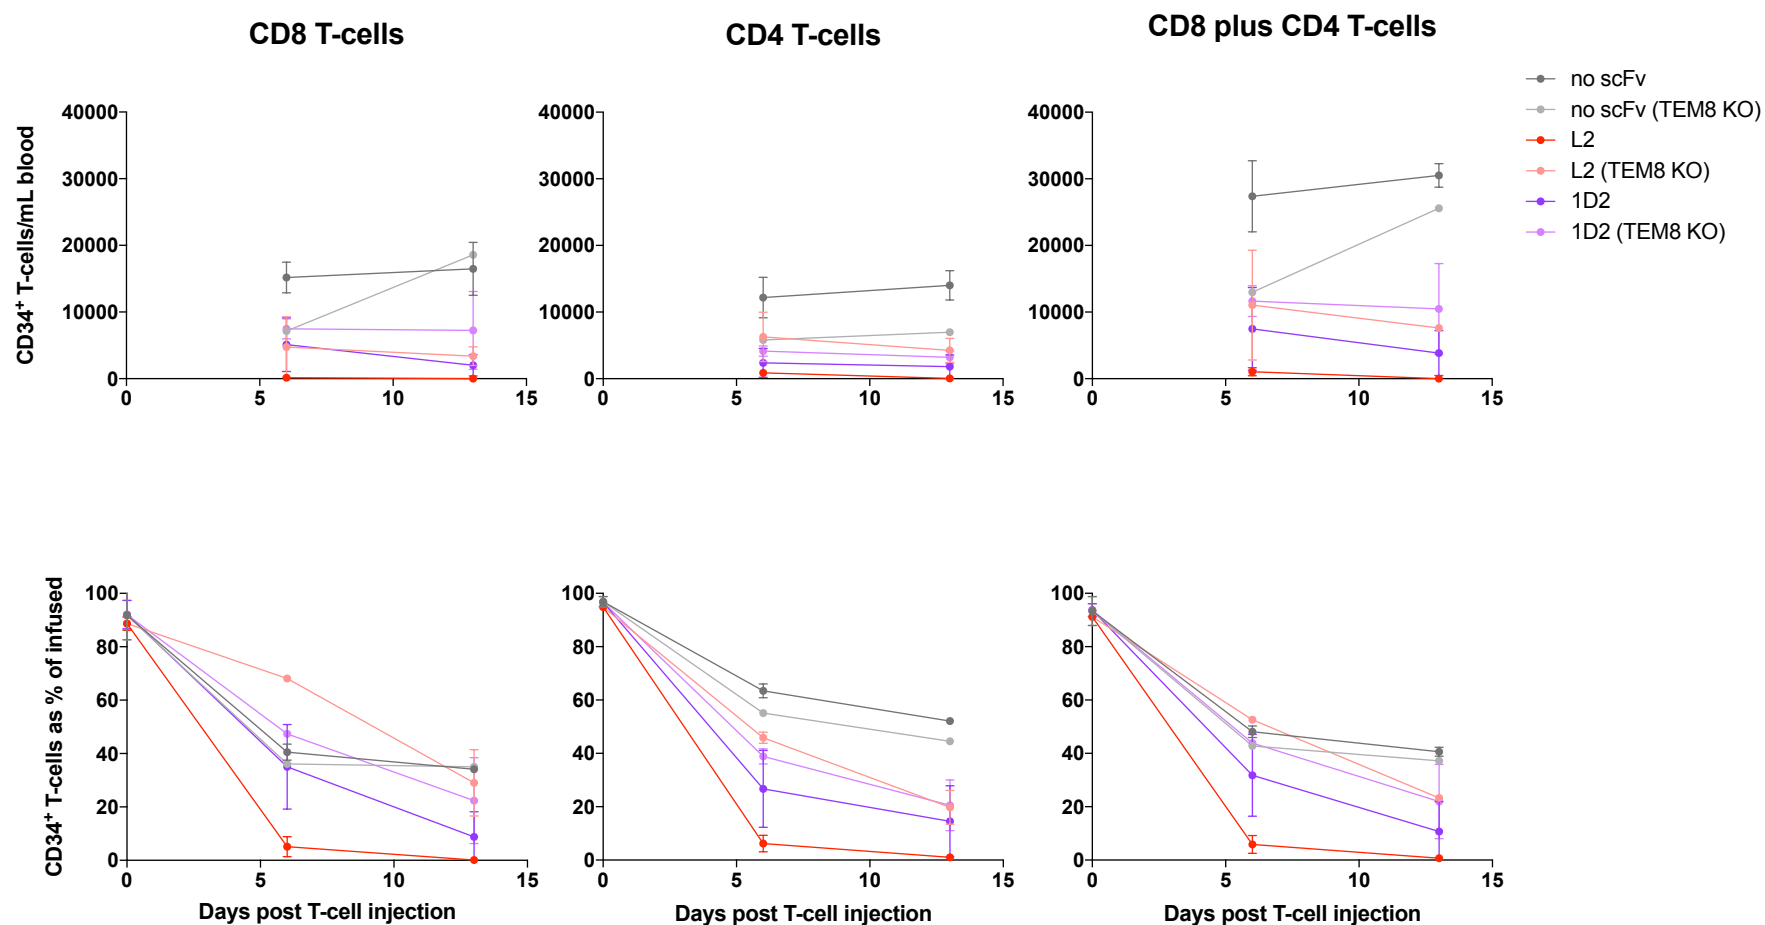 CD8 T-cells
CD4 T-cells
CD8 plus CD4 T-cells
no scFv
no scFv (TEM8 KO)
L2
L2 (TEM8 KO)
1D2
1D2 (TEM8 KO)
CD34⁺ T-cells/mL blood
40000
30000
20000
10000
0
0 5 10 15
40000
30000
20000
10000
0
0 5 10 15
40000
30000
20000
10000
0
0 5 10 15
CD34⁺ T-cells as % of infused
100
80
60
40
20
0
0 5 10 15
Days post T-cell injection
100
80
60
40
20
0
0 5 10 15
Days post T-cell injection
100
80
60
40
20
0
0 5 10 15
Days post T-cell injection